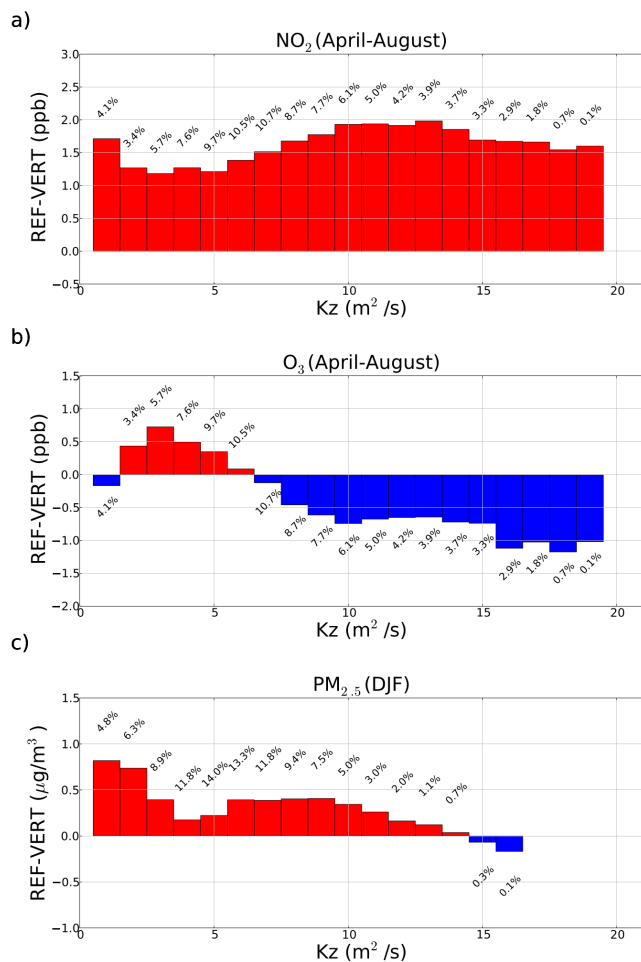 a)
NO2 (April-August)
3.0
2.5
2.0
1.5
1.0
0.5
0.0
−0.5
REF-VERT (ppb)
4.1% 3.4% 5.7% 7.6% 9.7% 10.5% 10.7% 8.7% 7.7% 6.1% 5.0% 4.2% 3.9% 3.7% 3.3% 2.9% 1.8% 0.7% 0.1%
0 5 10 15 20
Kz (m2 /s)
b)
O3 (April-August)
1.5
1.0
0.5
0.0
−0.5
−1.0
−1.5
−2.0
REF-VERT (ppb)
4.1% 3.4% 5.7% 7.6% 9.7% 10.5% 10.7% 8.7% 7.7% 6.1% 5.0% 4.2% 3.9% 3.7% 3.3% 2.9% 1.8% 0.7% 0.1%
0 5 10 15 20
Kz (m2 /s)
c)
PM2.5 (DJF)
1.5
1.0
0.5
0.0
−0.5
−1.0
REF-VERT (μg/m3 )
4.8% 6.3% 8.9% 11.8% 14.0% 13.3% 11.8% 9.4% 7.5% 5.0% 3.0% 2.0% 1.1% 0.7% 0.3% 0.1%
0 5 10 15 20
Kz (m2 /s)